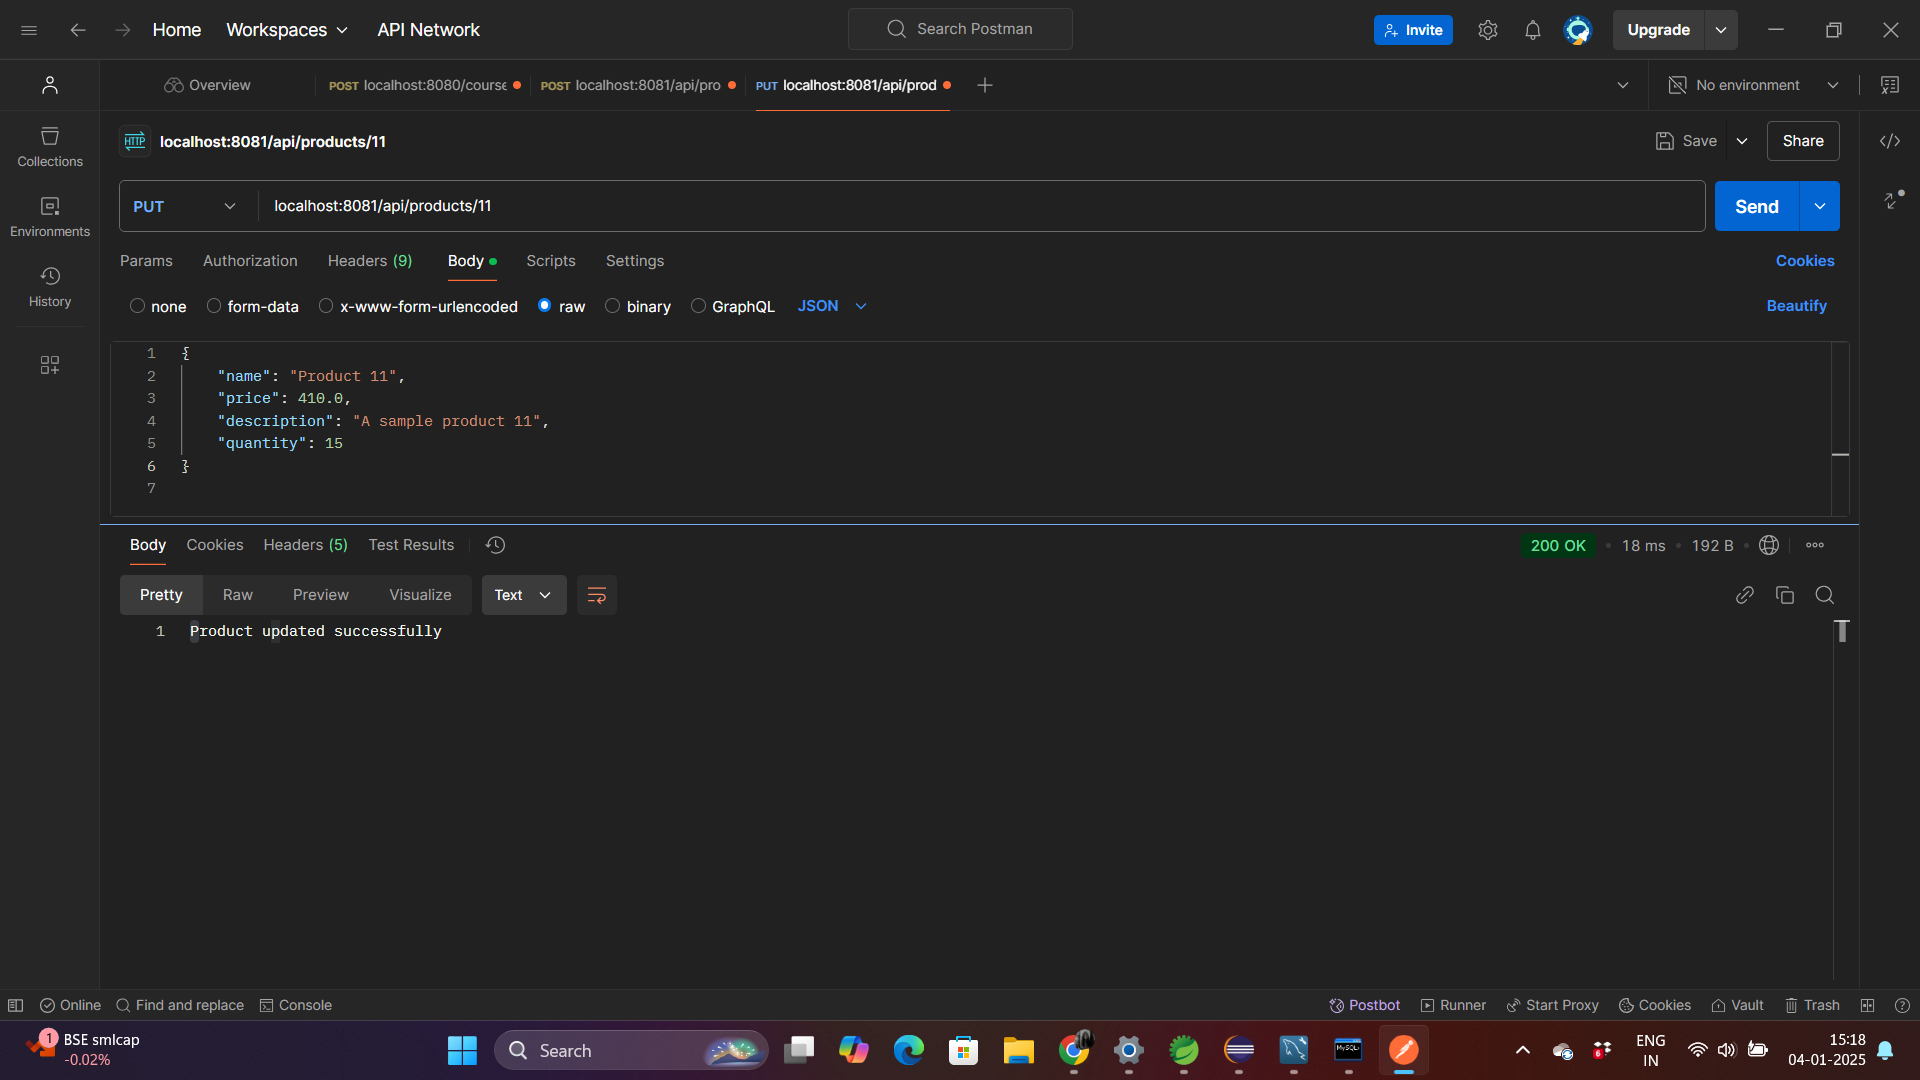 Home Workspaces API Network Search Postman Invite Upgrade
Overview POST localhost:8080/course POST localhost:8081/api/pro PUT localhost:8081/api/prod No environment
HTTP localhost:8081/api/products/11 Save Share
Collections
Environments
History
PUT localhost:8081/api/products/11 Send
Params Authorization Headers (9) Body Scripts Settings Cookies
none form-data x-www-form-urlencoded raw binary GraphQL JSON Beautify
1 {
2 "name": "Product 11",
3 "price": 410.0,
4 "description": "A sample product 11",
5 "quantity": 15
6 }
7
Body Cookies Headers (5) Test Results 200 OK • 18 ms • 192 B
Pretty Raw Preview Visualize Text
1 Product updated successfully
Online Find and replace Console Postbot Runner Start Proxy Cookies Vault Trash
1 BSE smlcap
-0.02%
Search
MySQL
6
ENG
IN
15:18
04-01-2025